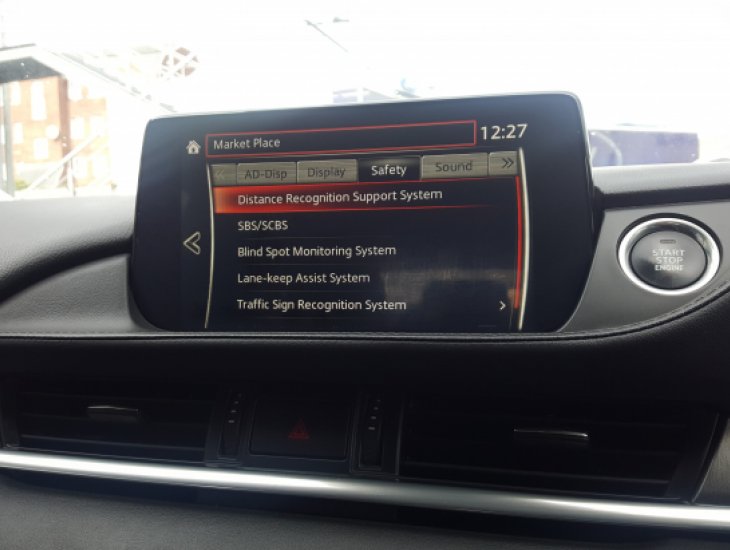 Market Place
12:27
AD-Disp
Display
Safety
Sound
Distance Recognition Support System
SBS/SCBS
Blind Spot Monitoring System
Lane-keep Assist System
Traffic Sign Recognition System
START
STOP
ENGINE